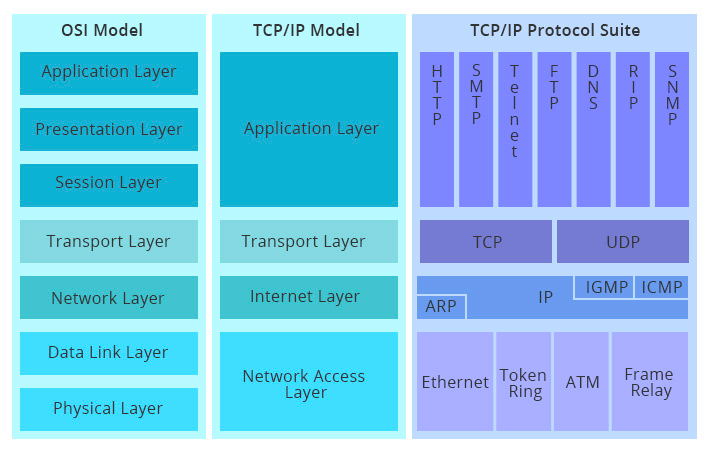 OSI Model
Application Layer
Presentation Layer
Session Layer
Transport Layer
Network Layer
Data Link Layer
Physical Layer
TCP/IP Model
Application Layer
Transport Layer
Internet Layer
Network Access
Layer
TCP/IP Protocol Suite
HTTP
SMTP
Telnet
FTP
DNS
RIP
SNMP
TCP
UDP
IGMP
ICMP
IP
ARP
Ethernet
Token
Ring
ATM
Frame
Relay